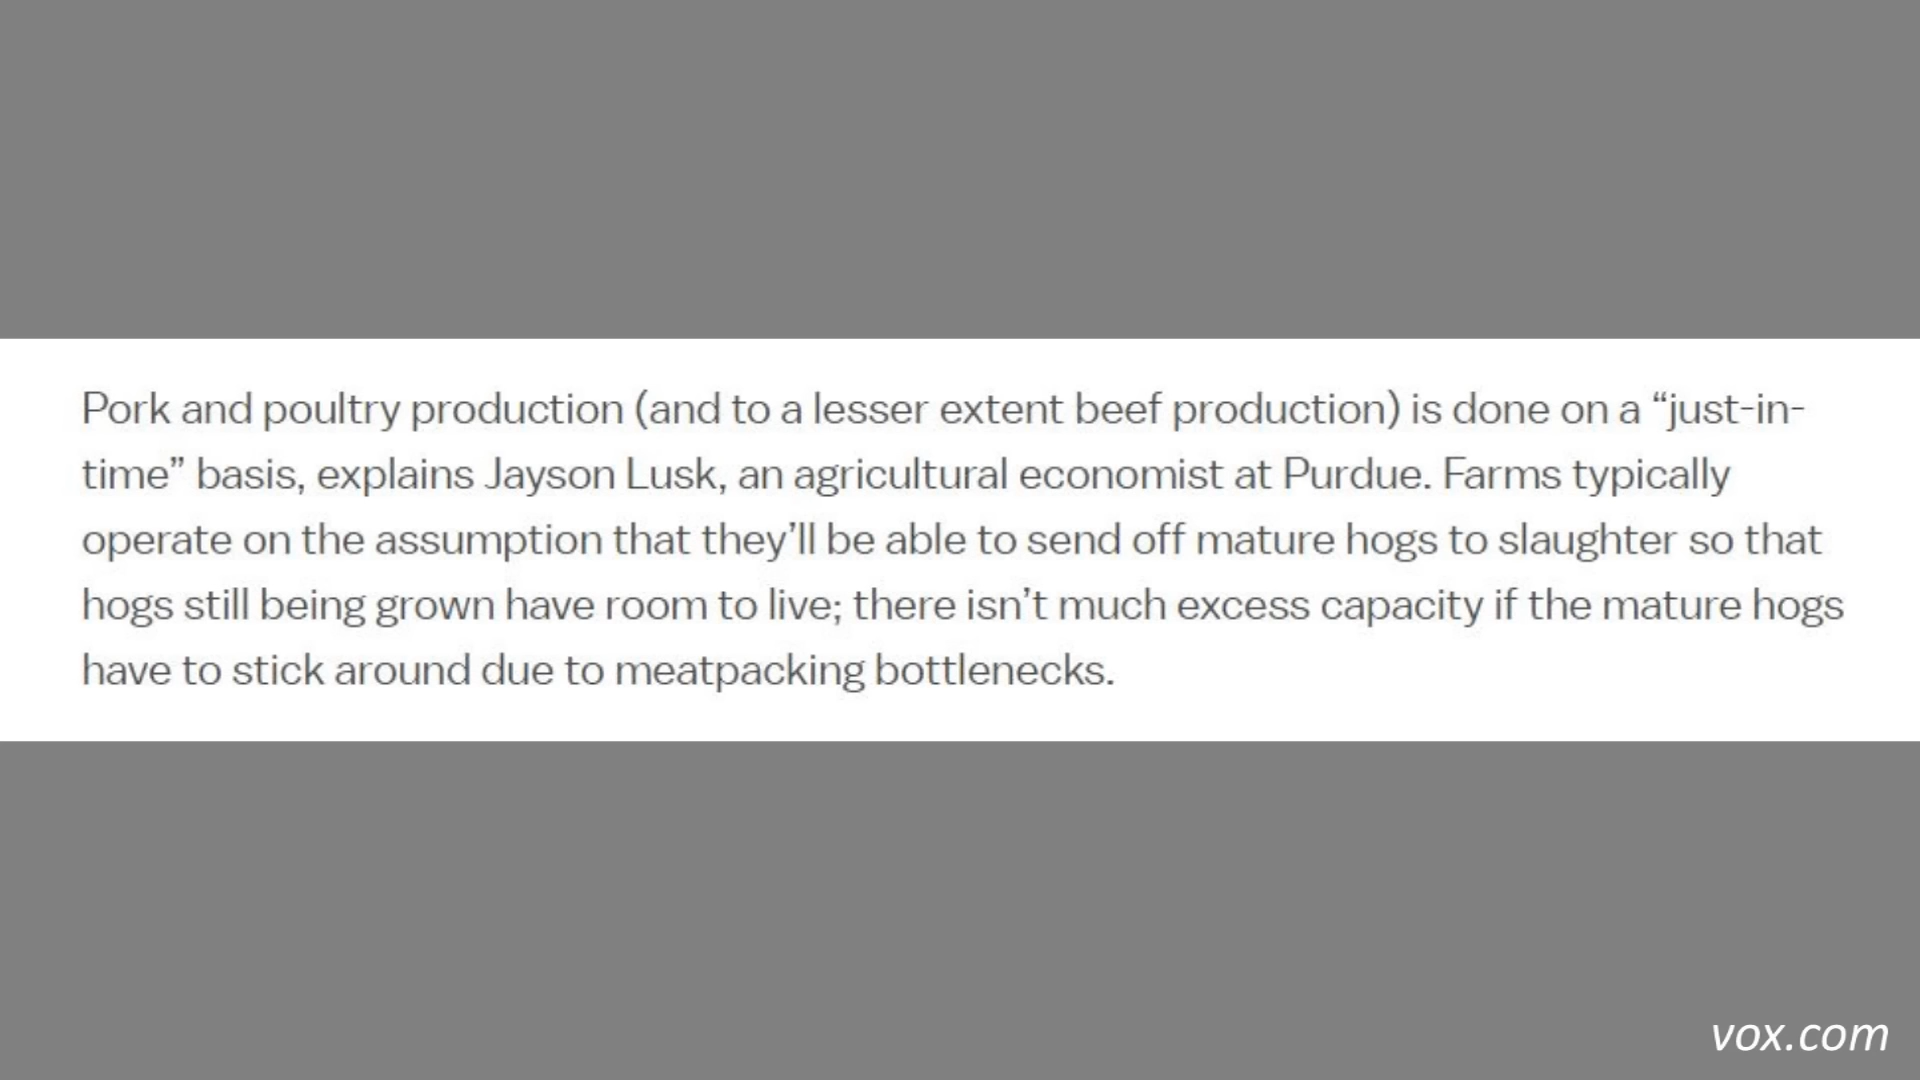 Pork and poultry production (and to a lesser extent beef production) is done on a “just-in-
time” basis, explains Jayson Lusk, an agricultural economist at Purdue. Farms typically
operate on the assumption that they’ll be able to send off mature hogs to slaughter so that
hogs still being grown have room to live; there isn’t much excess capacity if the mature hogs
have to stick around due to meatpacking bottlenecks.
vox.com